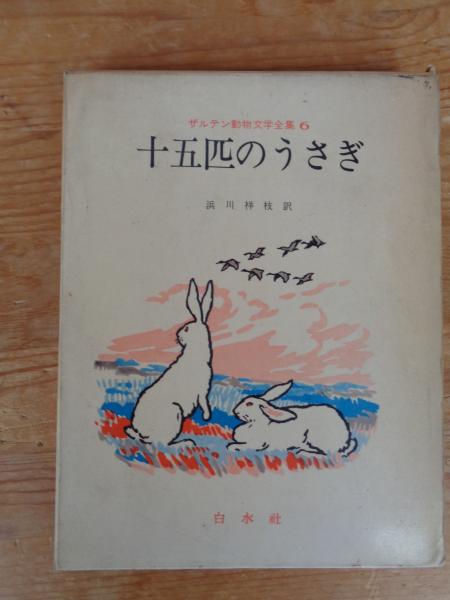 ザルテン動物文学全集 6
十五匹のうさぎ
浜川祥枝訳
白水社